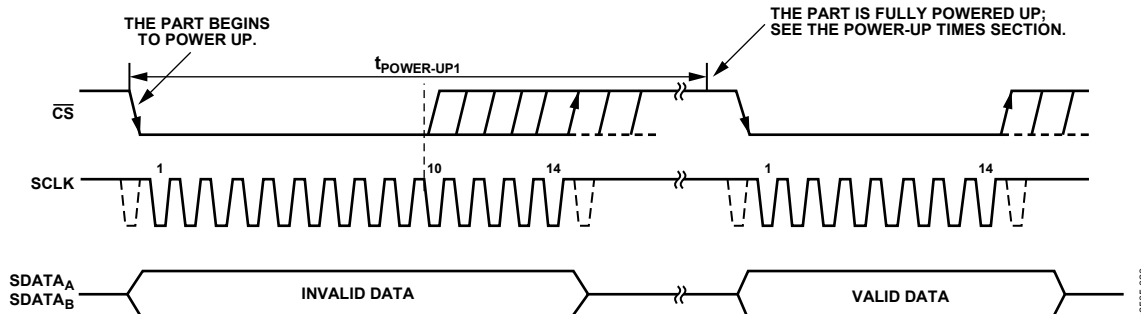 THE PART BEGINS
TO POWER UP.
THE PART IS FULLY POWERED UP;
SEE THE POWER-UP TIMES SECTION.
tPOWER-UP1
CS
SCLK
1
10
14
1
14
SDATAA
SDATAB
INVALID DATA
VALID DATA